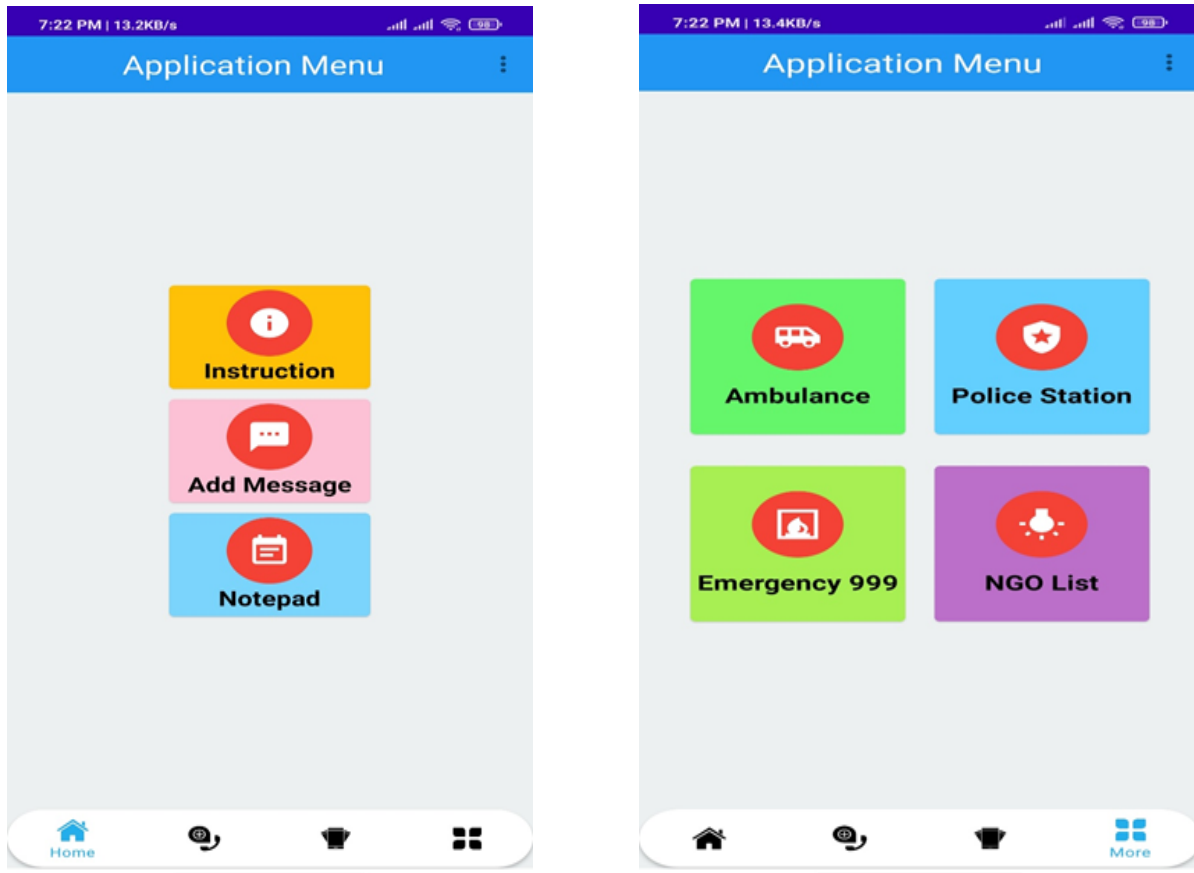 7:22 PM | 13.2KB/s
98
Application Menu
Instruction
Add Message
Notepad
Home
7:22 PM | 13.4KB/s
98
Application Menu
Ambulance
Police Station
Emergency 999
NGO List
More